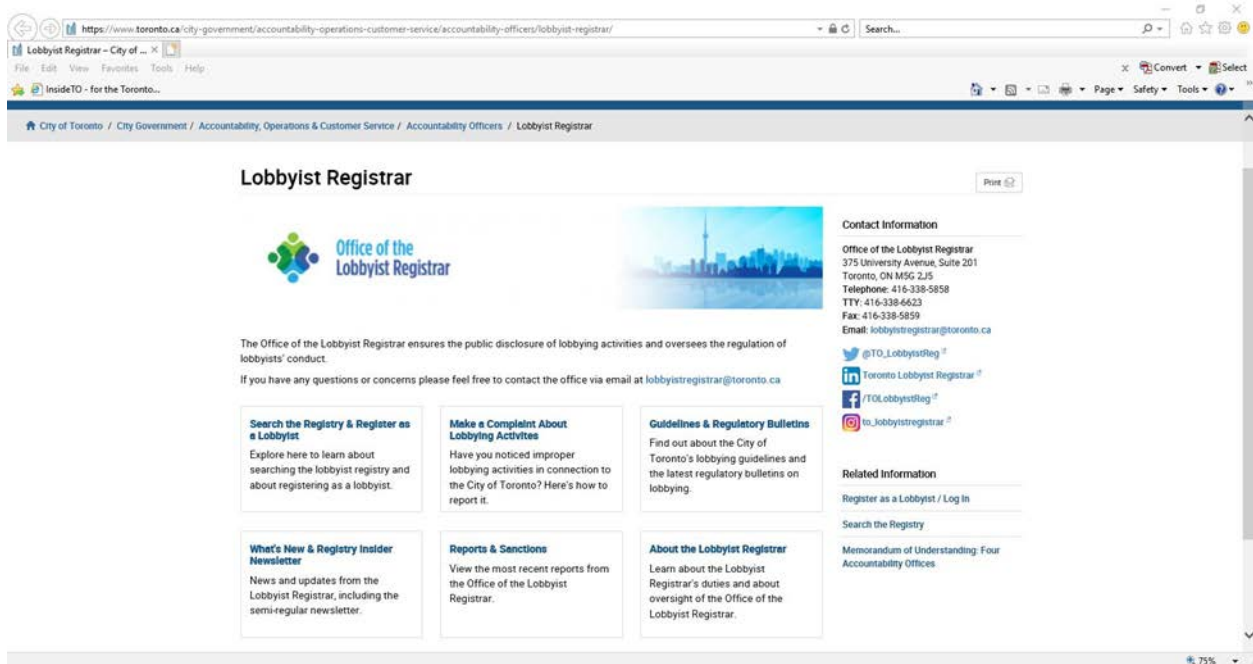 https://www.toronto.ca/city-government/accountability-operations-customer-service/accountability-officers/lobbyist-registrar/
Search...
Lobbyist Registrar – City of ...
File Edit View Favorites Tools Help
Convert Select
InsideTO - for the Toronto...
Page Safety Tools
City of Toronto / City Government / Accountability, Operations & Customer Service / Accountability Officers / Lobbyist Registrar
Lobbyist Registrar
Print
Office of the
Lobbyist Registrar
The Office of the Lobbyist Registrar ensures the public disclosure of lobbying activities and oversees the regulation of
lobbyists' conduct.
If you have any questions or concerns please feel free to contact the office via email at lobbyistregistrar@toronto.ca
Search the Registry & Register as
a Lobbyist
Explore here to learn about
searching the lobbyist registry and
about registering as a lobbyist.
Make a Complaint About
Lobbying Activites
Have you noticed improper
lobbying activities in connection to
the City of Toronto? Here's how to
report it.
Guidelines & Regulatory Bulletins
Find out about the City of
Toronto's lobbying guidelines and
the latest regulatory bulletins on
lobbying.
What's New & Registry Insider
Newsletter
News and updates from the
Lobbyist Registrar, including the
semi-regular newsletter.
Reports & Sanctions
View the most recent reports from
the Office of the Lobbyist
Registrar.
About the Lobbyist Registrar
Learn about the Lobbyist
Registrar's duties and about
oversight of the Office of the
Lobbyist Registrar.
Contact Information
Office of the Lobbyist Registrar
375 University Avenue, Suite 201
Toronto, ON M5G 2J5
Telephone: 416-338-5858
TTY: 416-338-6623
Fax: 416-338-5859
Email: lobbyistregistrar@toronto.ca
@TO_LobbyistReg
Toronto Lobbyist Registrar
/TOLobbyistReg
to_lobbyistregistrar
Related Information
Register as a Lobbyist / Log In
Search the Registry
Memorandum of Understanding: Four
Accountability Offices
75%